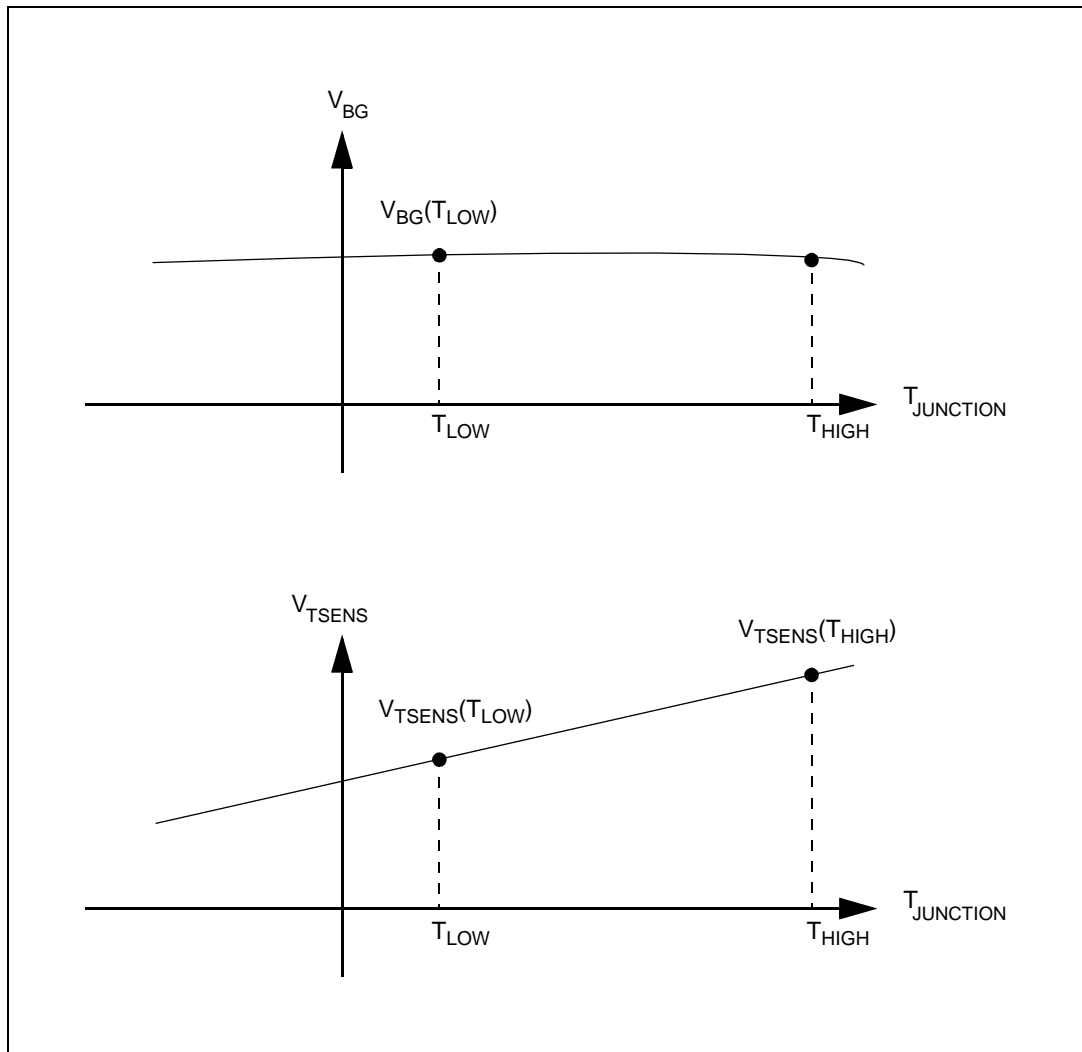 V_BG
V_BG(T_LOW)
T_LOW
T_HIGH
T_JUNCTION
V_TSENS
V_TSENS(T_HIGH)
V_TSENS(T_LOW)
T_LOW
T_HIGH
T_JUNCTION